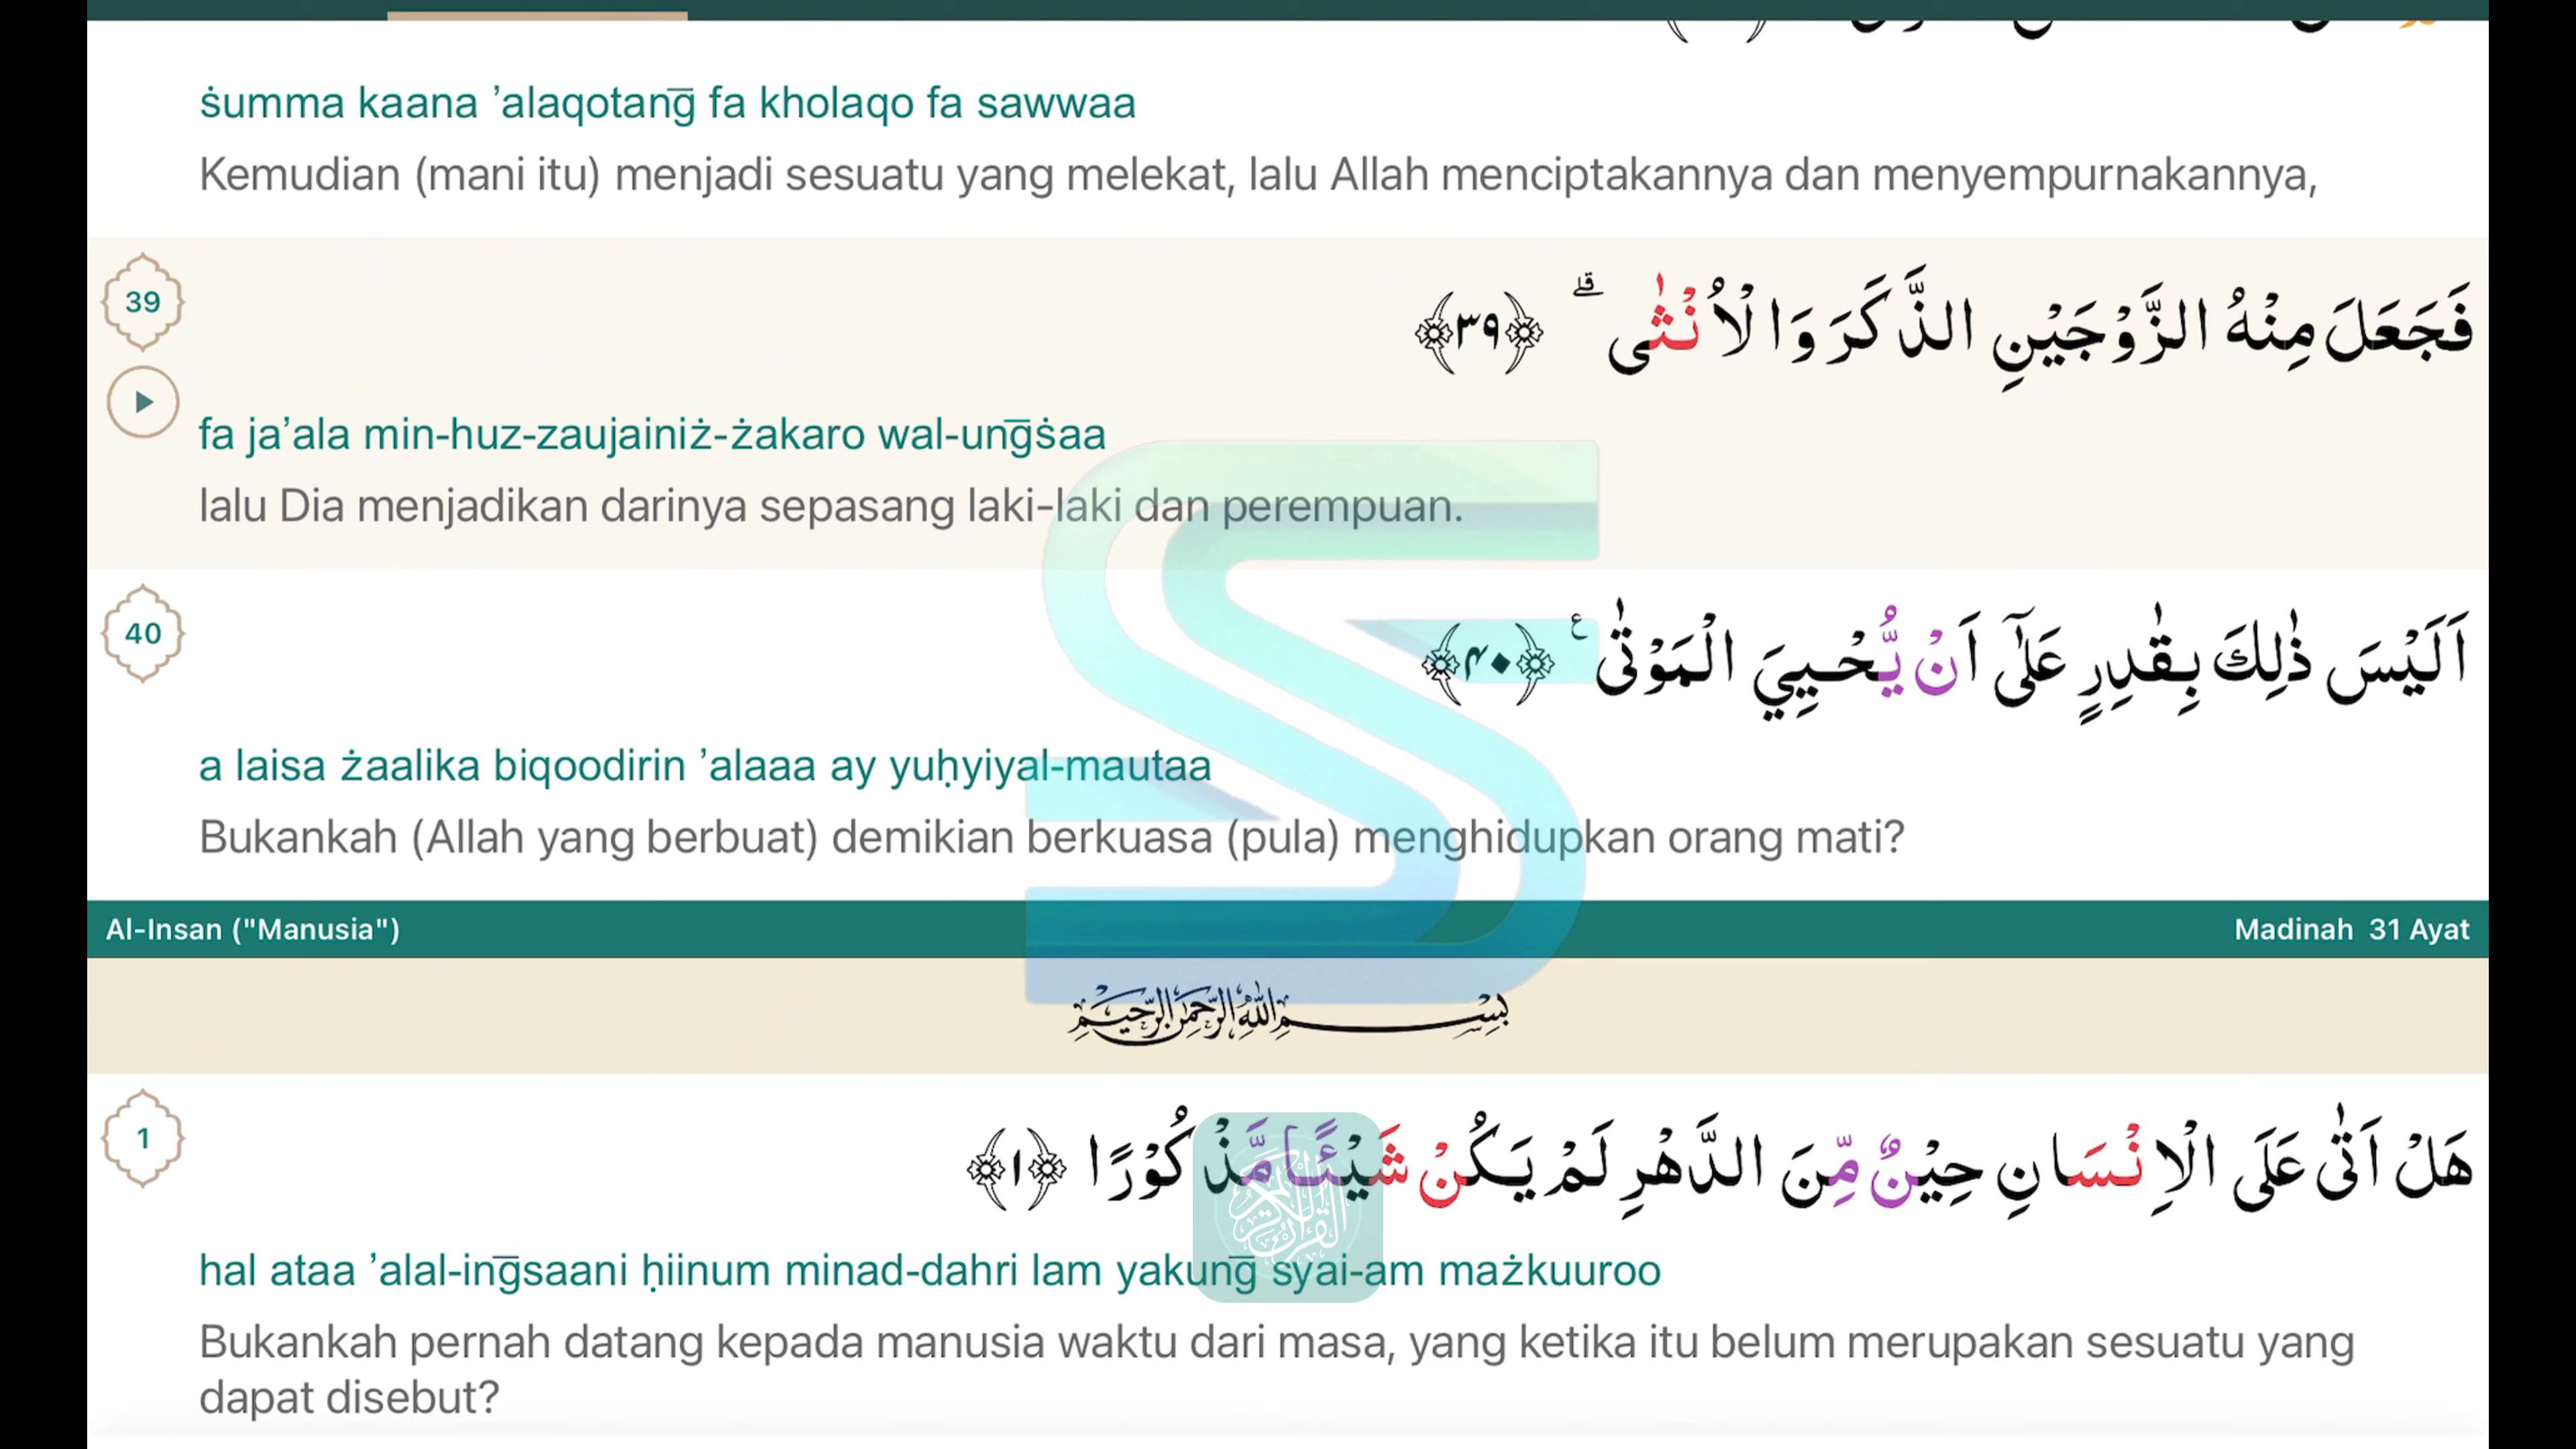 ṡumma kaana ’alaqotang̅ fa kholaqo fa sawwaa
Kemudian (mani itu) menjadi sesuatu yang melekat, lalu Allah menciptakannya dan menyempurnakannya,
39
فَجَعَلَ مِنْهُ الزَّوْجَيْنِ الذَّكَرَ وَالْاُنْثٰى ۗ ﴿٣٩﴾
fa ja’ala min-huz-zaujainiż-żakaro wal-ung̅ṡaa
lalu Dia menjadikan darinya sepasang laki-laki dan perempuan.
40
اَلَيْسَ ذٰلِكَ بِقٰدِرٍ عَلٰٓى اَنْ يُّحْيِيَ الْمَوْتٰى ࣖ ﴿٤٠﴾
a laisa żaalika biqoodirin ’alaaa ay yuḥyiyal-mautaa
Bukankah (Allah yang berbuat) demikian berkuasa (pula) menghidupkan orang mati?
Al-Insan ("Manusia") Madinah 31 Ayat
بِسْمِ اللّٰهِ الرَّحْمٰنِ الرَّحِيْمِ
1
هَلْ اَتٰى عَلَى الْاِنْسَانِ حِيْنٌ مِّنَ الدَّهْرِ لَمْ يَكُنْ شَيْـًٔا مَّذْكُوْرًا ﴿١﴾
hal ataa ’alal-ing̅saani ḥiinum minad-dahri lam yakung̅ syai-am mażkuuroo
Bukankah pernah datang kepada manusia waktu dari masa, yang ketika itu belum merupakan sesuatu yang
dapat disebut?